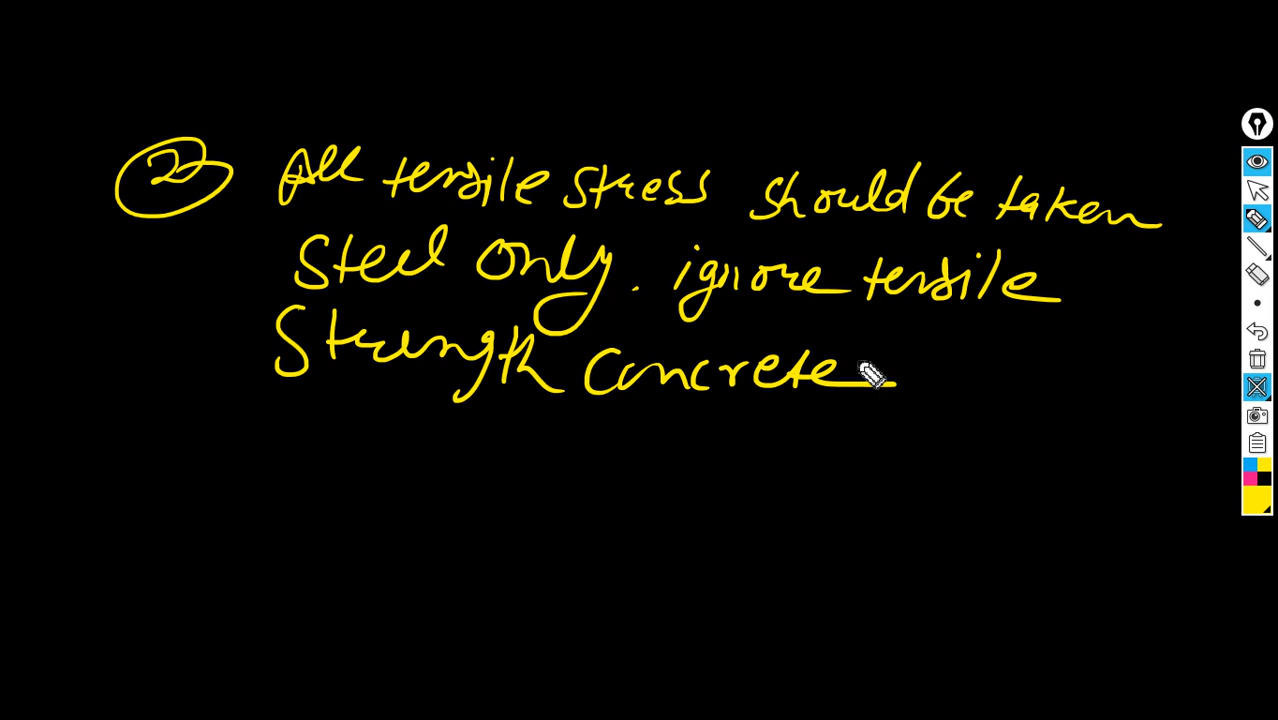 2 All tensile stress should be taken
Steel only. ignore tensile
Strength Concrete